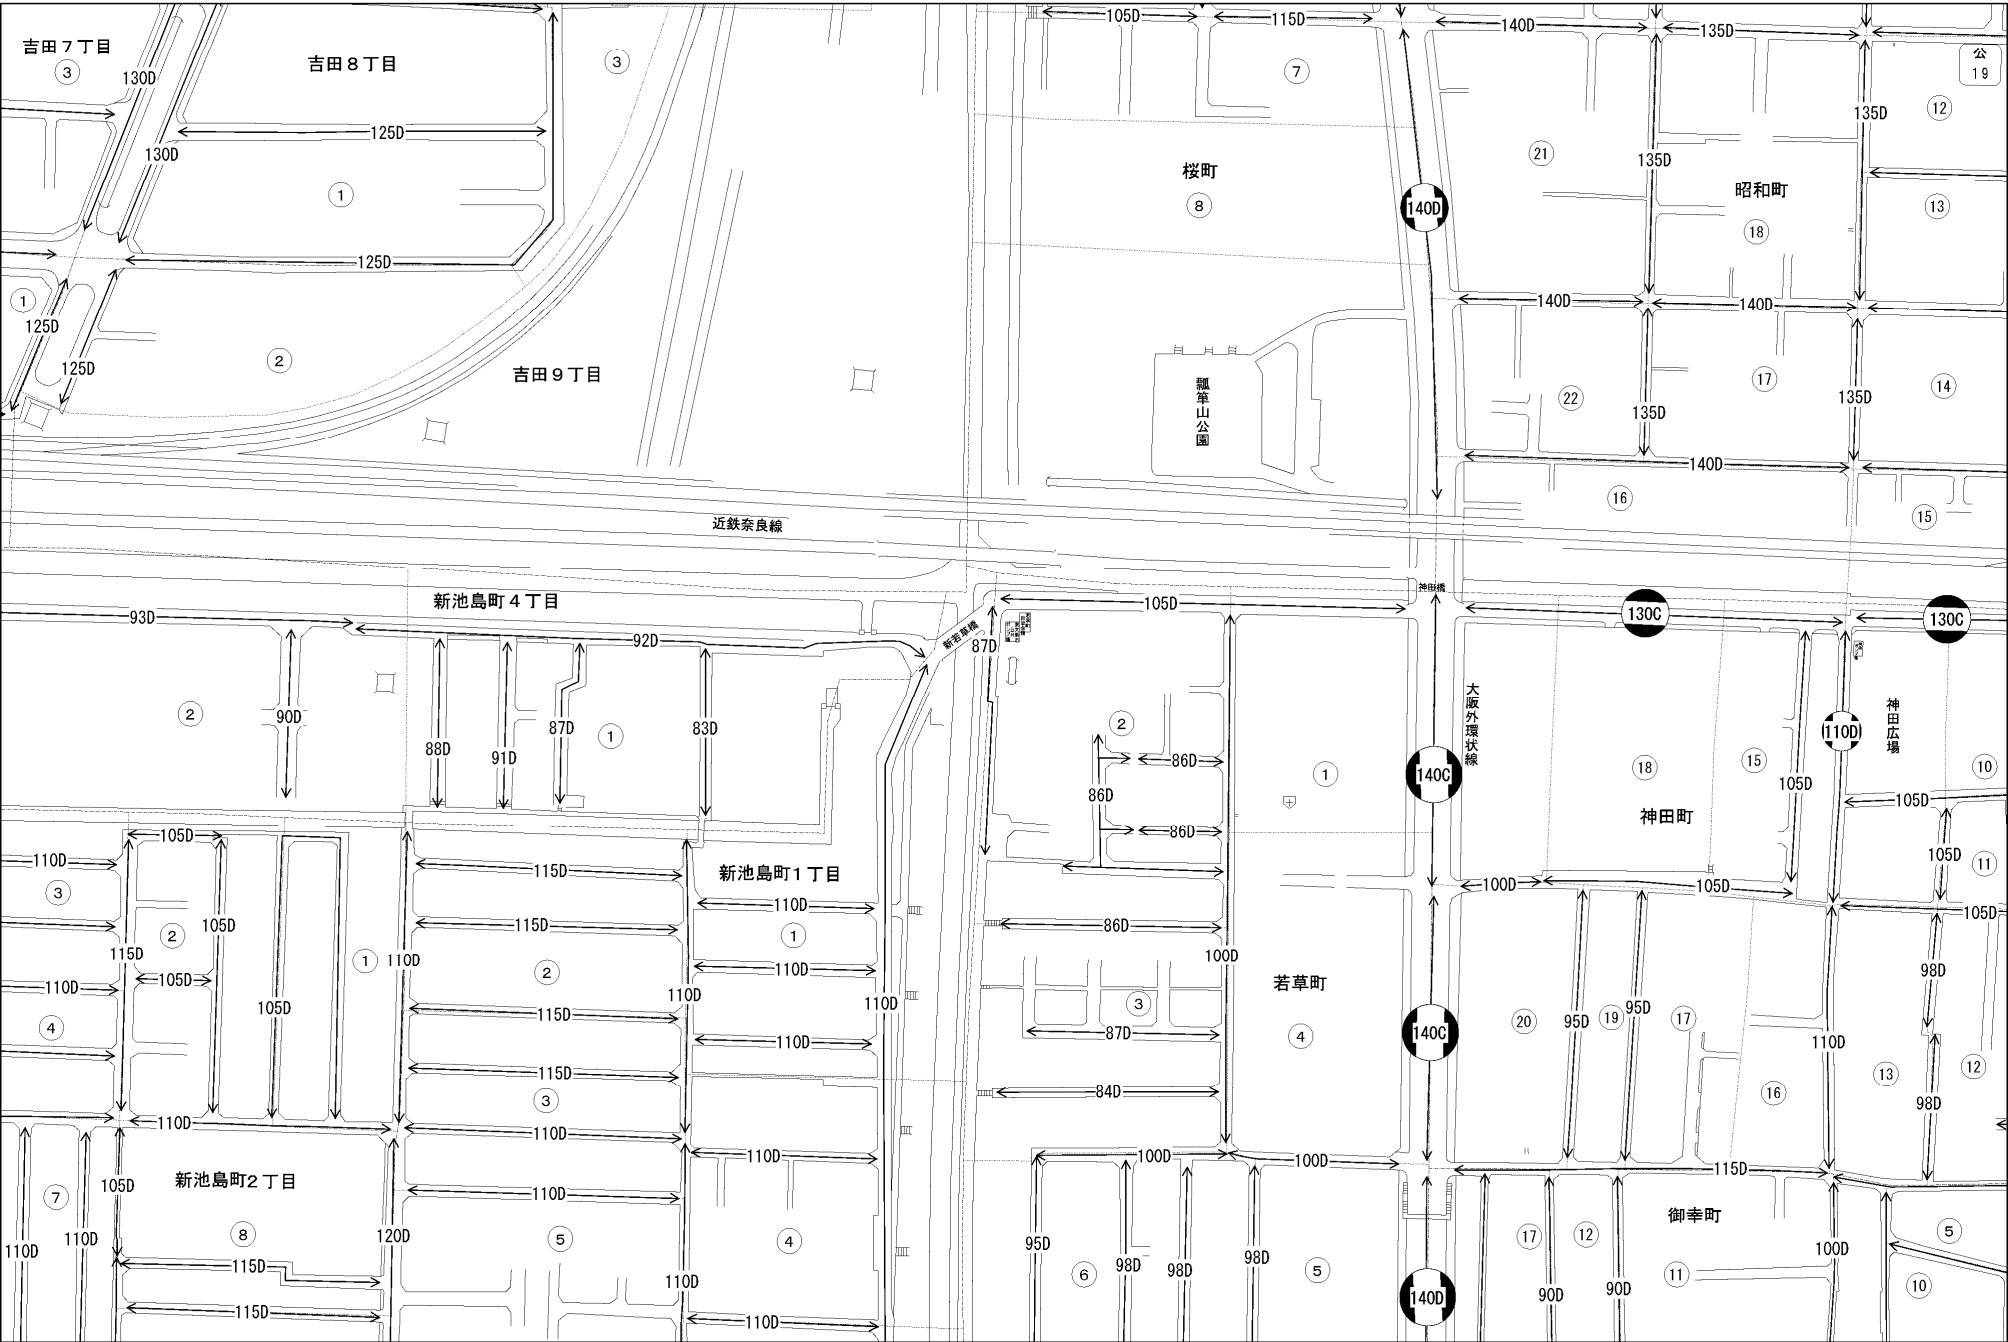 105D
115D
140D
135D
吉田7丁目
3
130D
吉田8丁目
3
7
公
19
12
135D
125D
130D
21
135D
桜町
8
昭和町
18
13
1
140D
125D
1
140D
140D
125D
125D
2
吉田9丁目
瓢箪山公園
22
17
14
135D
135D
140D
16
15
近鉄奈良線
神田橋
新池島町4丁目
93D
92D
新若草橋
87D
105D
130C
130C
2
90D
88D
91D
87D
1
83D
2
86D
86D
86D
1
大阪外環状線
140C
18
15
105D
110D
神田広場
10
105D
神田町
105D
11
105D
110D
3
115D
新池島町1丁目
110D
100D
105D
105D
2
105D
115D
105D
1
110D
115D
2
1
110D
86D
100D
若草町
98D
110D
105D
110D
110D
115D
110D
3
87D
4
140C
20
95D
19
95D
17
110D
4
115D
3
110D
84D
16
13
12
98D
110D
110D
110D
100D
100D
115D
新池島町2丁目
105D
7
110D
110D
8
115D
115D
120D
110D
5
110D
4
110D
95D
6
98D
98D
98D
5
140D
御幸町
17
12
90D
90D
11
100D
5
10